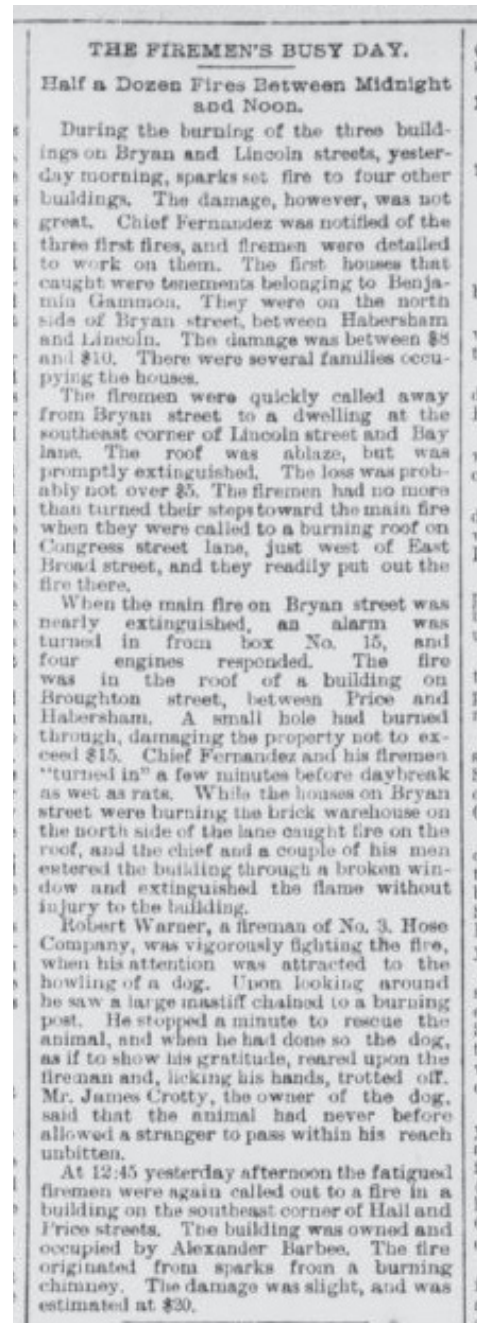 THE FIREMEN'S BUSY DAY.
Half a Dozen Fires Between Midnight
and Noon.
During the burning of the three build-
ings on Bryan and Lincoln streets, yester-
day morning, sparks set fire to four other
buildings. The damage, however, was not
great. Chief Fernandez was notified of the
three first fires, and firemen were detailed
to work on them. The first houses that
caught were tenements belonging to Benja-
min Gammon. They were on the north
side of Bryan street, between Habersham
and Lincoln. The damage was between $8
and $10. There were several families occu-
pying the houses.
The firemen were quickly called away
from Bryan street to a dwelling at the
southeast corner of Lincoln street and Bay
lane. The roof was ablaze, but was
promptly extinguished. The loss was prob-
ably not over $5. The firemen had no more
than turned their steps toward the main fire
when they were called to a burning roof on
Congress street lane, just west of East
Broad street, and they readily put out the
fire there.
When the main fire on Bryan street was
nearly extinguished, an alarm was
turned in from box No. 15, and
four engines responded. The fire
was in the roof of a building on
Broughton street, between Price and
Habersham. A small hole had burned
through, damaging the property not to ex-
ceed $15. Chief Fernandez and his firemen
"turned in" a few minutes before daybreak
as wet as rats. While the houses on Bryan
street were burning the brick warehouse on
the north side of the lane caught fire on the
roof, and the chief and a couple of his men
entered the building through a broken win-
dow and extinguished the flame without
injury to the building.
Robert Warner, a fireman of No. 3. Hose
Company, was vigorously fighting the fire,
when his attention was attracted to the
howling of a dog. Upon looking around
he saw a large mastiff chained to a burning
post. He stopped a minute to rescue the
animal, and when he had done so the dog,
as if to show his gratitude, reared upon the
fireman and, licking his hands, trotted off.
Mr. James Crotty, the owner of the dog,
said that the animal had never before
allowed a stranger to pass within his reach
unbitten.
At 12:45 yesterday afternoon the fatigued
firemen were again called out to a fire in a
building on the southeast corner of Hall and
Price streets. The building was owned and
occupied by Alexander Barbee. The fire
originated from sparks from a burning
chimney. The damage was slight, and was
estimated at $20.